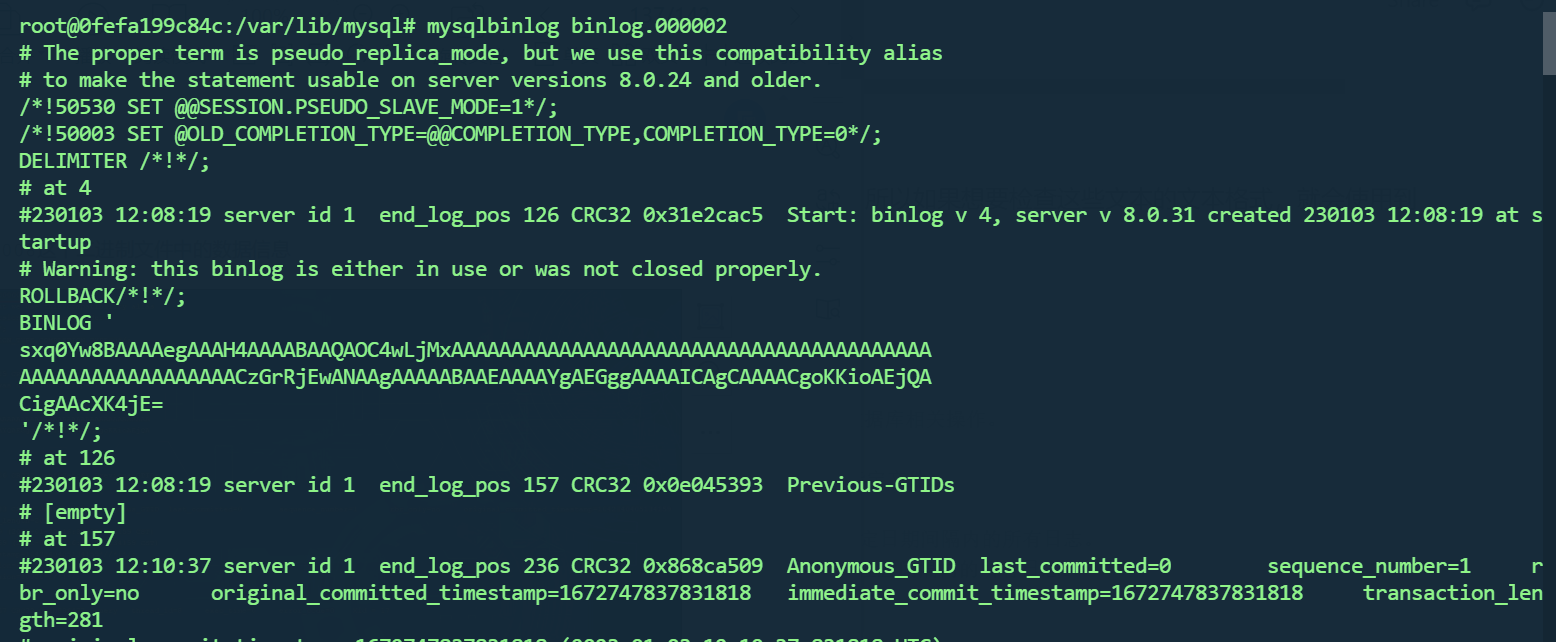 root@0fefa199c84c:/var/lib/mysql# mysqlbinlog binlog.000002
# The proper term is pseudo_replica_mode, but we use this compatibility alias
# to make the statement usable on server versions 8.0.24 and older.
/*!50530 SET @@SESSION.PSEUDO_SLAVE_MODE=1*/;
/*!50003 SET @OLD_COMPLETION_TYPE=@@COMPLETION_TYPE,COMPLETION_TYPE=0*/;
DELIMITER /*!*/;
# at 4
#230103 12:08:19 server id 1  end_log_pos 126 CRC32 0x31e2cac5  Start: binlog v 4, server v 8.0.31 created 230103 12:08:19 at s
tartup
# Warning: this binlog is either in use or was not closed properly.
ROLLBACK/*!*/;
BINLOG '
sxq0Yw8BAAAAegAAAH4AAAABAAQAOC4wLjMxAAAAAAAAAAAAAAAAAAAAAAAAAAAAAAAAAAAAAAAA
AAAAAAAAAAAAAAAAAACzGrRjEwANAAgAAAAABAAEAAAAYgAEGggAAAAICAgCAAAACgoKKioAEjQA
CigAAcXK4jE=
'/*!*/;
# at 126
#230103 12:08:19 server id 1  end_log_pos 157 CRC32 0x0e045393  Previous-GTIDs
# [empty]
# at 157
#230103 12:10:37 server id 1  end_log_pos 236 CRC32 0x868ca509  Anonymous_GTID  last_committed=0        sequence_number=1     r
br_only=no      original_committed_timestamp=1672747837831818   immediate_commit_timestamp=1672747837831818     transaction_len
gth=281